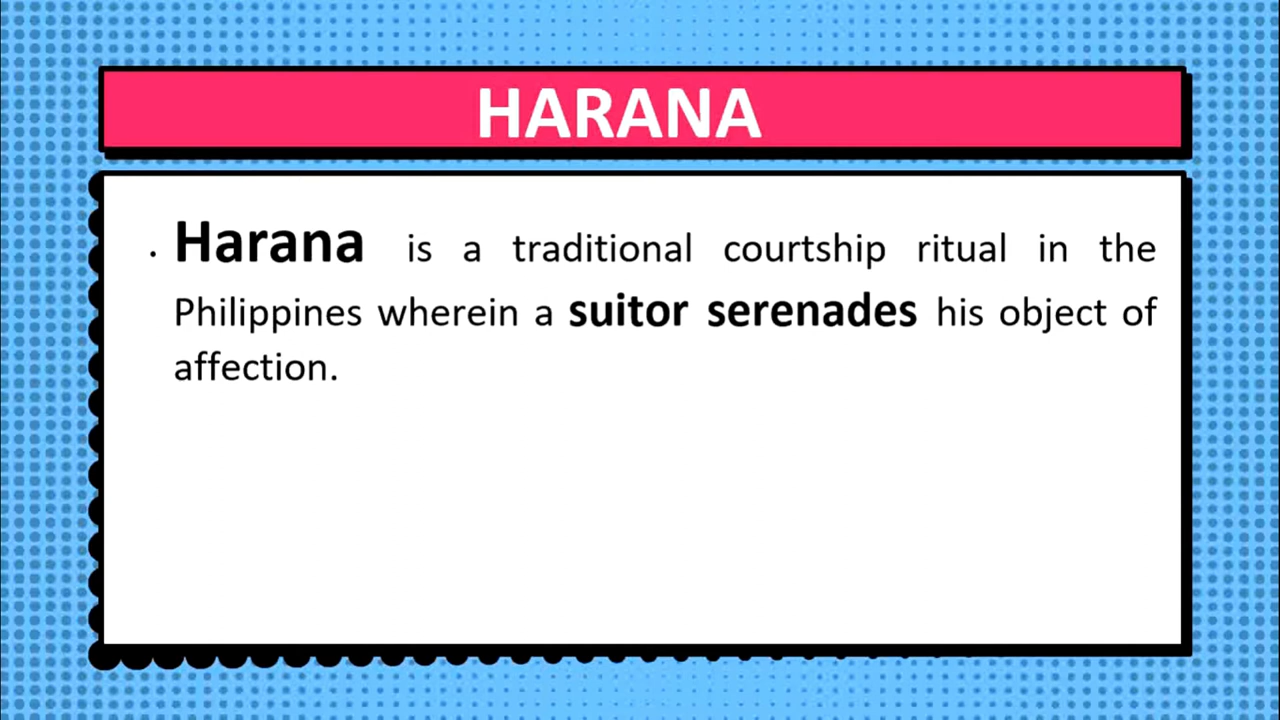 HARANA
. Harana is a traditional courtship ritual in the
Philippines wherein a suitor serenades his object of
affection.